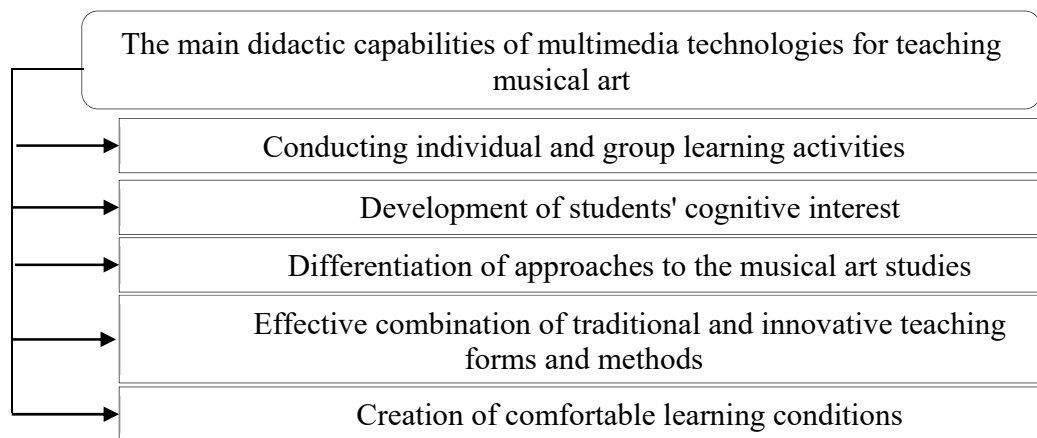 The main didactic capabilities of multimedia technologies for teaching
musical art
Conducting individual and group learning activities
Development of students' cognitive interest
Differentiation of approaches to the musical art studies
Effective combination of traditional and innovative teaching
forms and methods
Creation of comfortable learning conditions